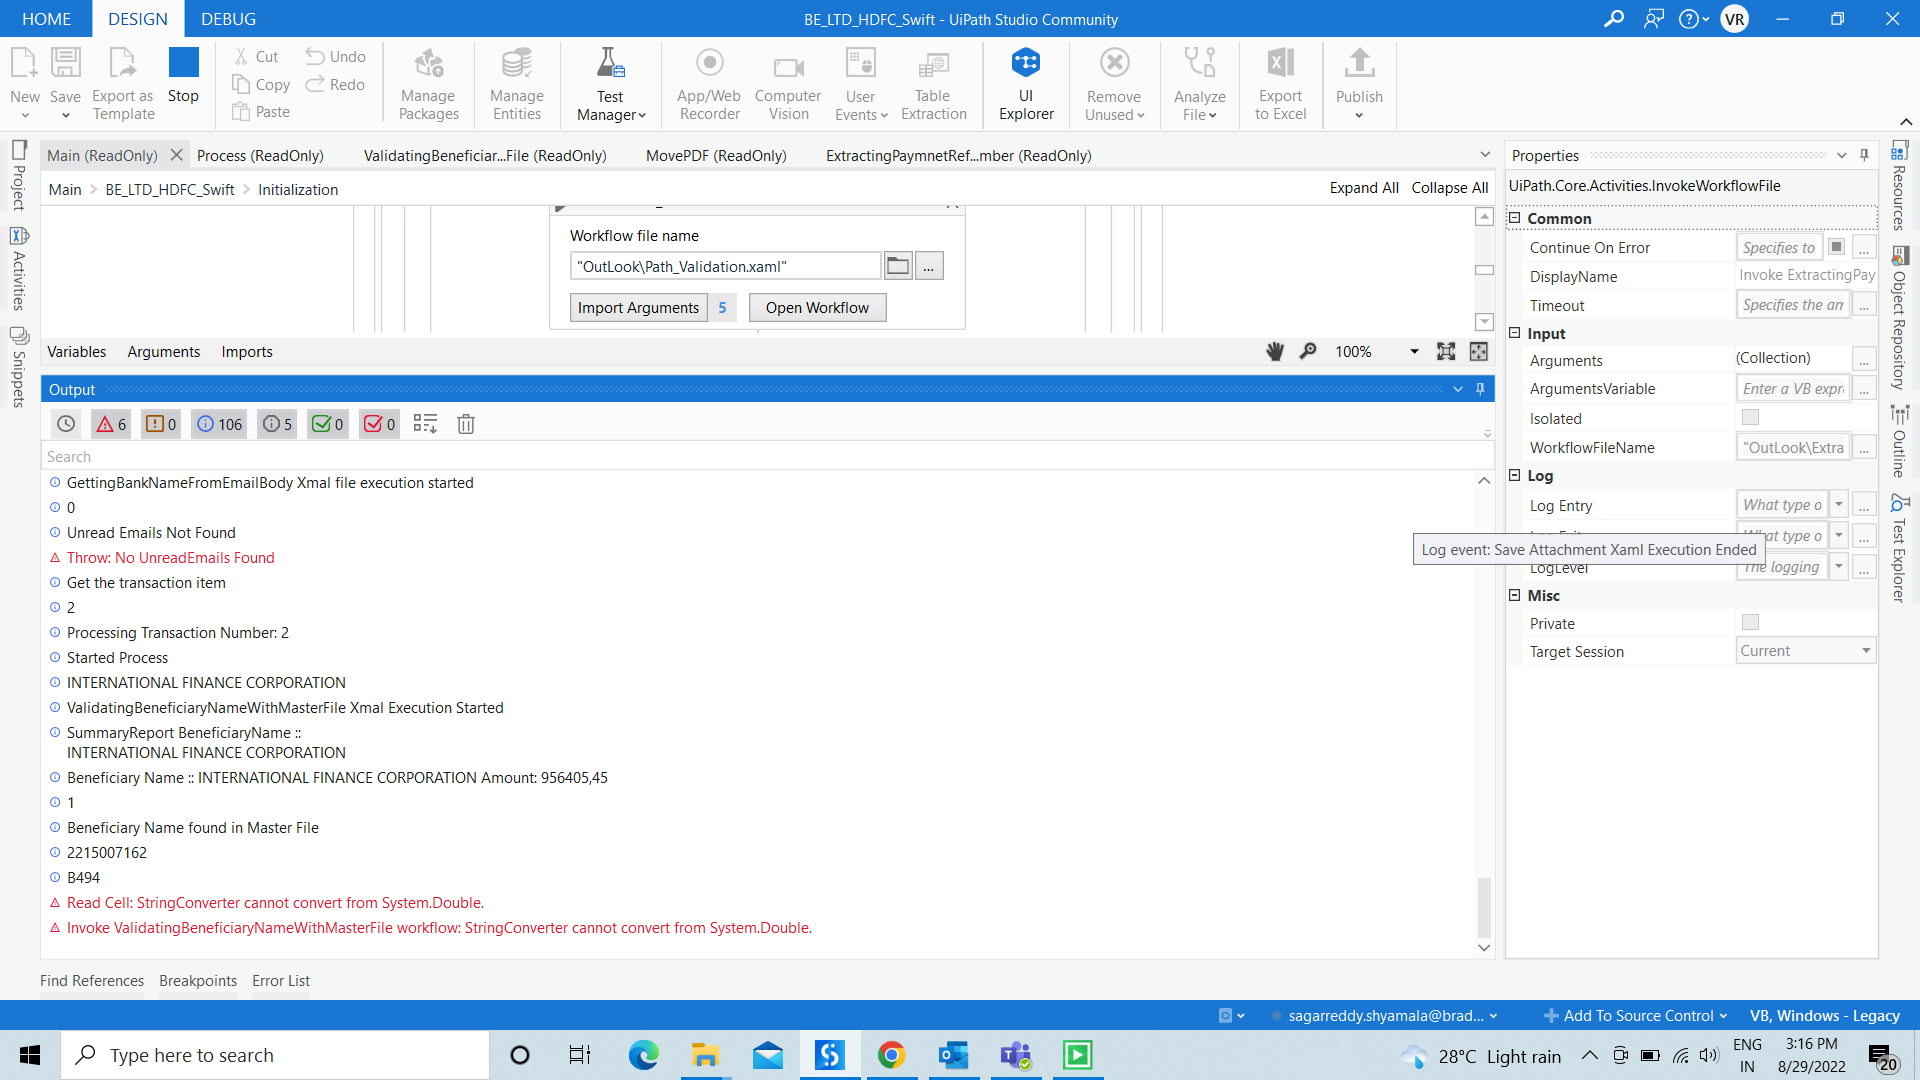 HOME DESIGN DEBUG
BE_LTD_HDFC_Swift - UiPath Studio Community
VR
New
Save
Export as Template
Stop
Cut
Copy
Paste
Undo
Redo
Manage Packages
Manage Entities
Test Manager
App/Web Recorder
Computer Vision
User Events
Table Extraction
UI Explorer
Remove Unused
Analyze File
Export to Excel
Publish
Project
Activities
Snippets
Main (ReadOnly)
Process (ReadOnly)
ValidatingBeneficiar...File (ReadOnly)
MovePDF (ReadOnly)
ExtractingPaymnetRef...mber (ReadOnly)
Main > BE_LTD_HDFC_Swift > Initialization
Expand All Collapse All
Workflow file name
"OutLook\Path_Validation.xaml"
...
Import Arguments 5
Open Workflow
Variables Arguments Imports
100%
Output
6 0 106 5 0 0
Search
GettingBankNameFromEmailBody Xmal file execution started
0
Unread Emails Not Found
Throw: No UnreadEmails Found
Get the transaction item
2
Processing Transaction Number: 2
Started Process
INTERNATIONAL FINANCE CORPORATION
ValidatingBeneficiaryNameWithMasterFile Xmal Execution Started
SummaryReport BeneficiaryName ::
INTERNATIONAL FINANCE CORPORATION
Beneficiary Name :: INTERNATIONAL FINANCE CORPORATION Amount: 956405,45
1
Beneficiary Name found in Master File
2215007162
B494
Read Cell: StringConverter cannot convert from System.Double.
Invoke ValidatingBeneficiaryNameWithMasterFile workflow: StringConverter cannot convert from System.Double.
Find References Breakpoints Error List
Properties
UiPath.Core.Activities.InvokeWorkflowFile
Common
Continue On Error Specifies to ...
DisplayName Invoke ExtractingPay
Timeout Specifies the am ...
Input
Arguments (Collection) ...
ArgumentsVariable Enter a VB expr ...
Isolated
WorkflowFileName "OutLook\Extra ...
Log
Log Entry What type o ...
Log event: Save Attachment Xaml Execution Ended
type o ...
LogLevel The logging ...
Misc
Private
Target Session Current
Resources
Object Repository
Outline
Test Explorer
sagarreddy.shyamala@brad...
Add To Source Control
VB, Windows - Legacy
Type here to search
28°C Light rain
ENG
IN
3:16 PM
8/29/2022
20